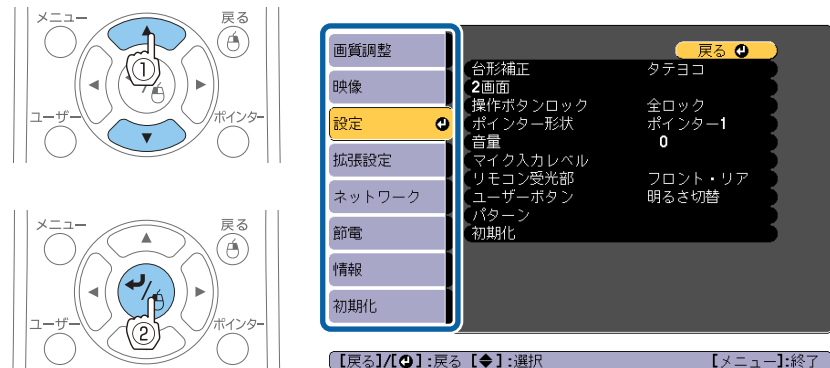 メニュー
戻る
①
ユーザー
ポインター
メニュー
戻る
ユーザー
ポインター
②
画質調整
映像
設定
拡張設定
ネットワーク
節電
情報
初期化
戻る
台形補正 タテヨコ
2画面
操作ボタンロック 全ロック
ポインター形状 ポインター1
音量 0
マイク入力レベル
リモコン受光部 フロント・リア
ユーザーボタン 明るさ切替
パターン
初期化
[戻る]/[ ]:戻る [ ]:選択 [メニュー]:終了